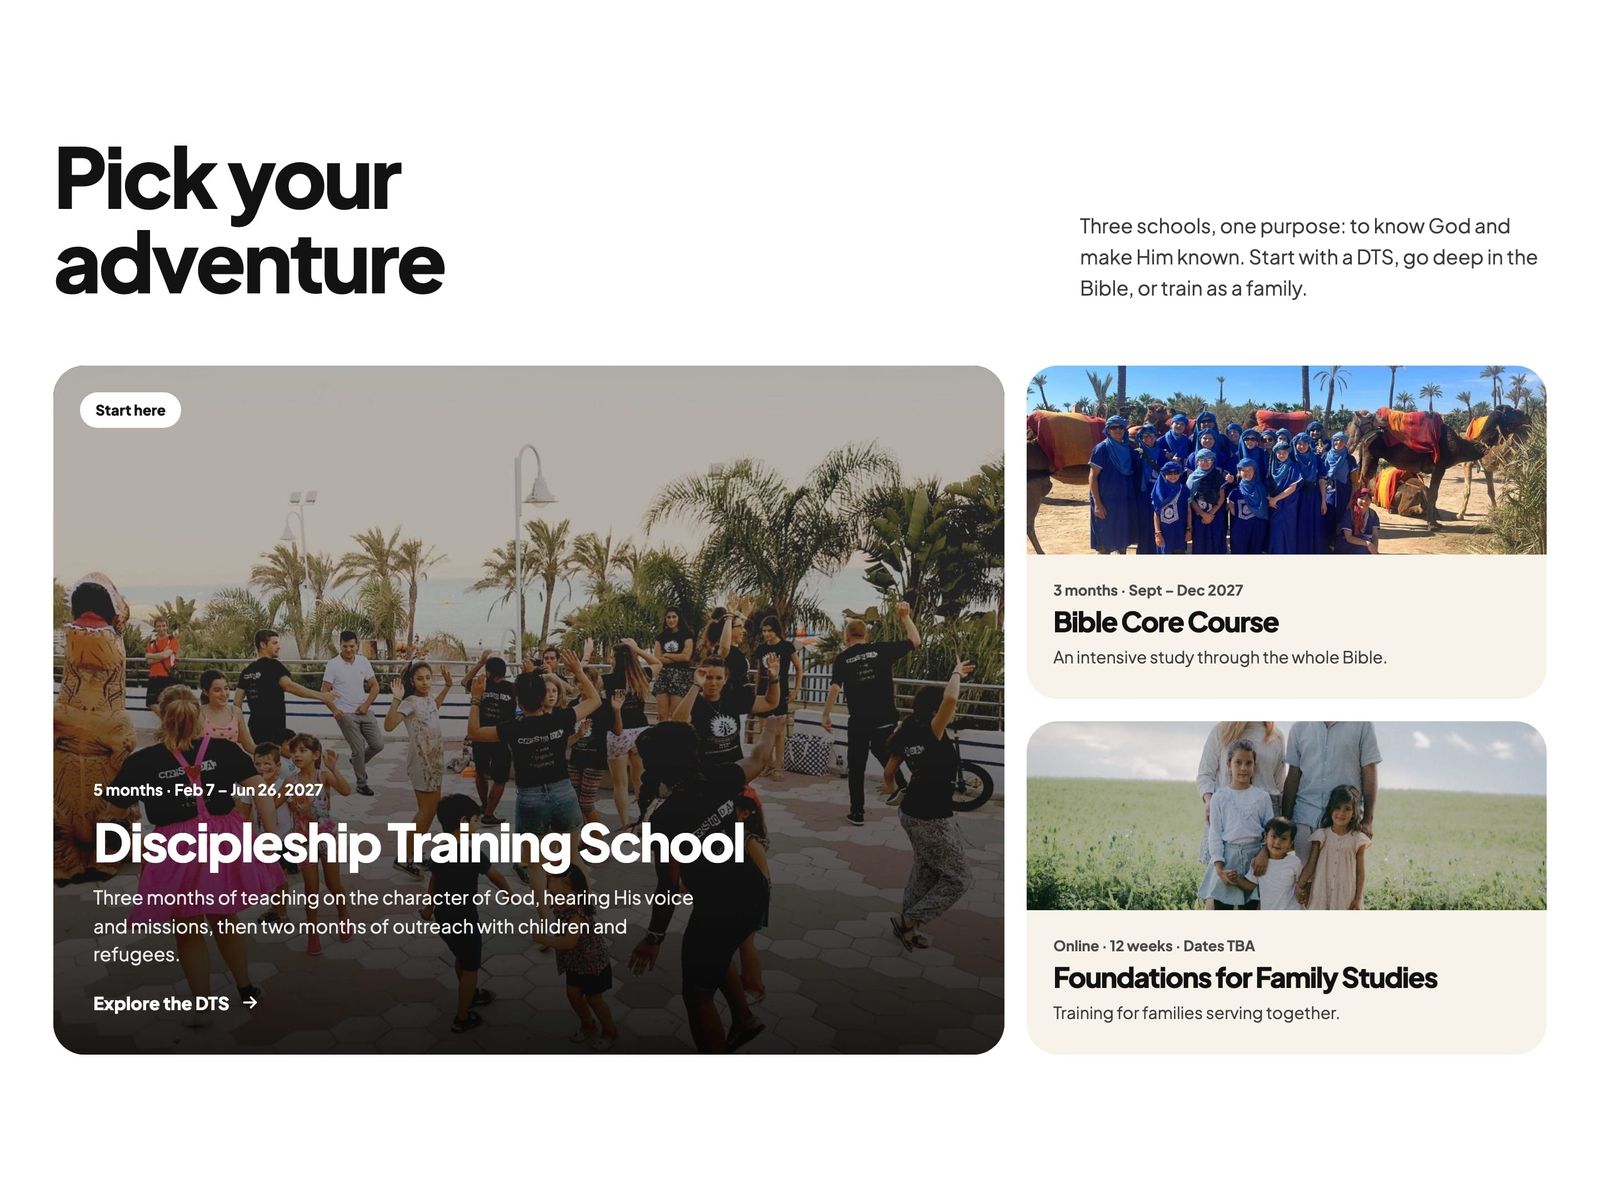 Pick your
adventure
Three schools, one purpose: to know God and
make Him known. Start with a DTS, go deep in the
Bible, or train as a family.
Start here
5 months · Feb 7 – Jun 26, 2027
Discipleship Training School
Three months of teaching on the character of God, hearing His voice
and missions, then two months of outreach with children and
refugees.
Explore the DTS →
3 months · Sept – Dec 2027
Bible Core Course
An intensive study through the whole Bible.
Online · 12 weeks · Dates TBA
Foundations for Family Studies
Training for families serving together.